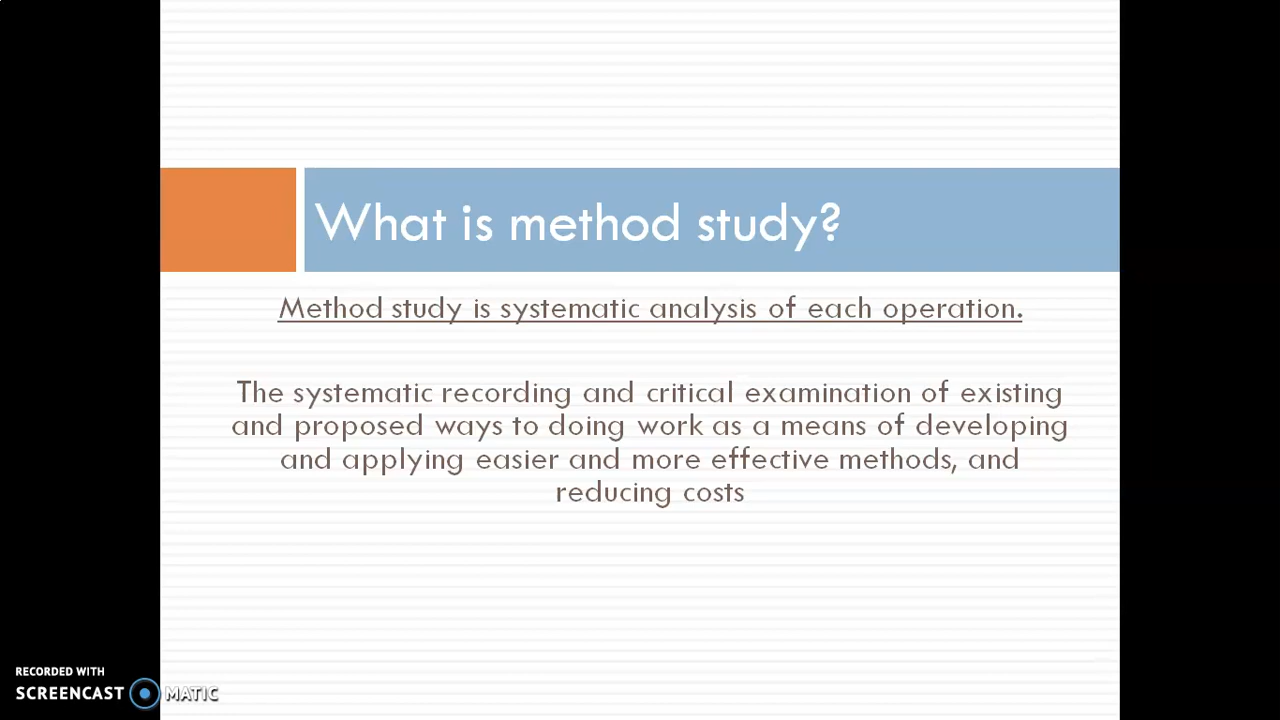 What is method study?
Method study is systematic analysis of each operation.
The systematic recording and critical examination of existing
and proposed ways to doing work as a means of developing
and applying easier and more effective methods, and
reducing costs
RECORDED WITH
SCREENCAST MATIC